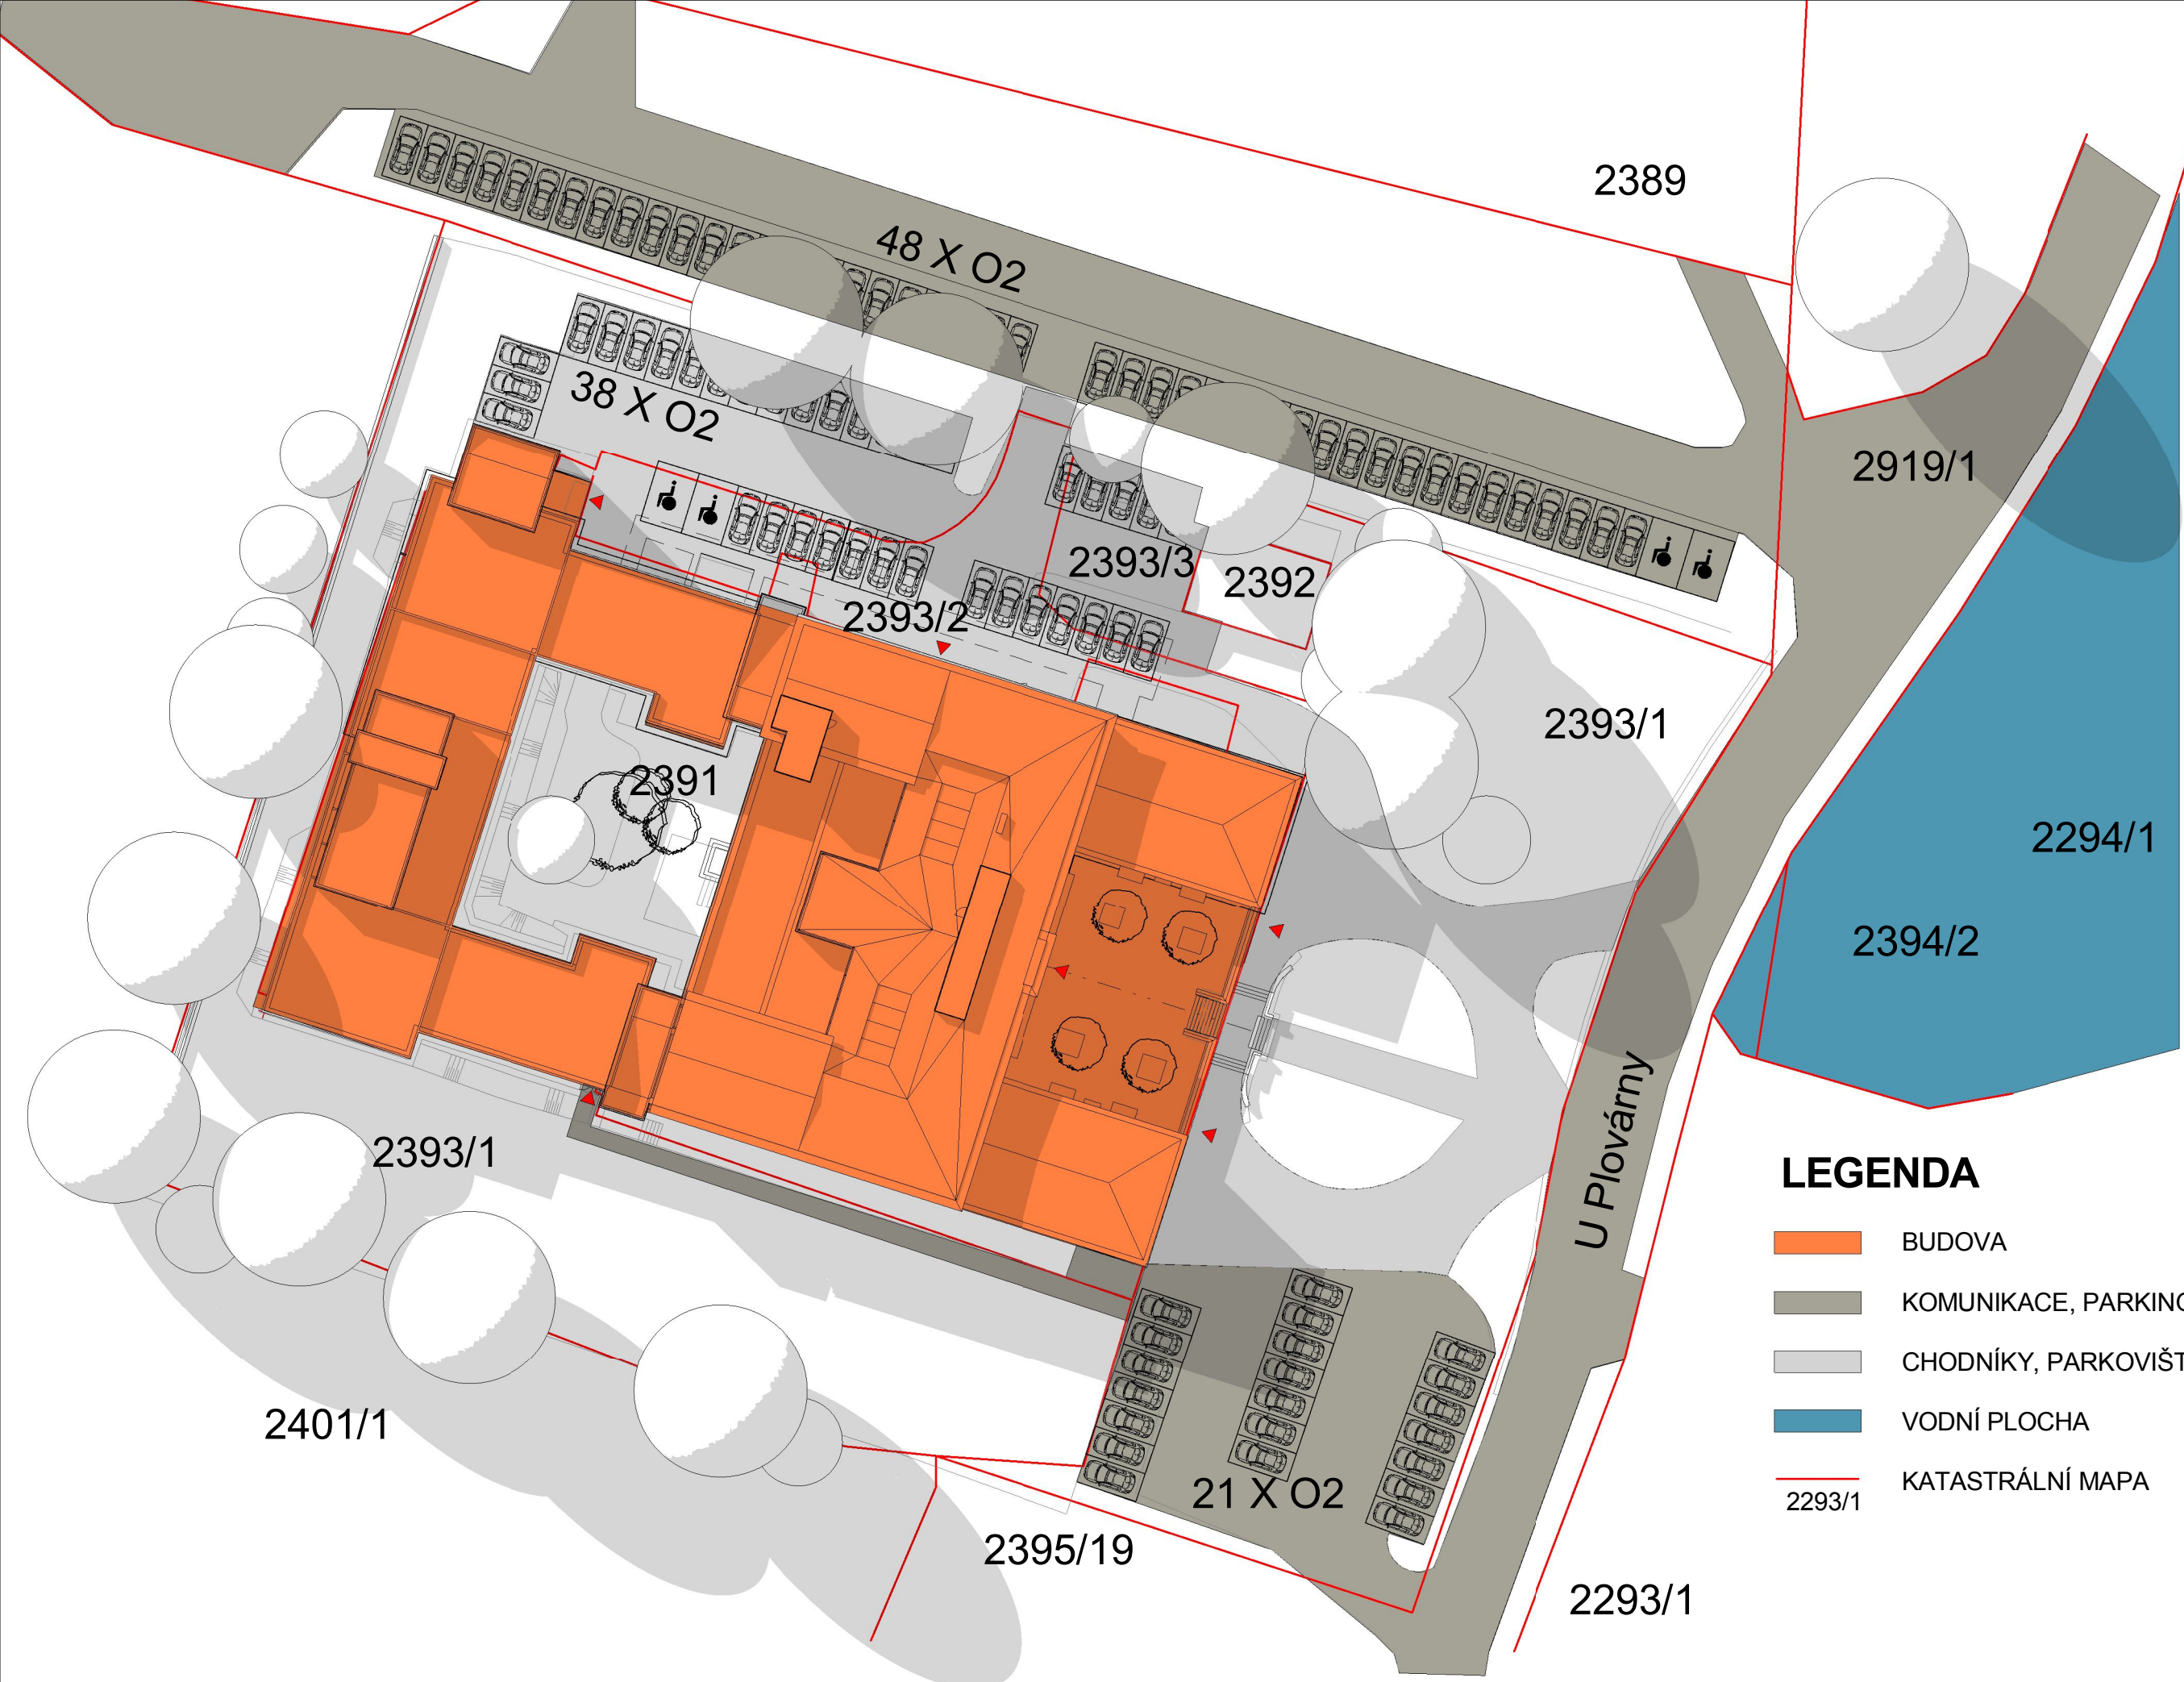 2389
48 X O2
38 X O2
2919/1
2393/3
2392
2393/2
2393/1
2391
2294/1
2394/2
U Plovárny
2393/1
LEGENDA
BUDOVA
KOMUNIKACE, PARKING
CHODNÍKY, PARKOVIŠT
VODNÍ PLOCHA
KATASTRÁLNÍ MAPA
2293/1
2401/1
21 X O2
2395/19
2293/1